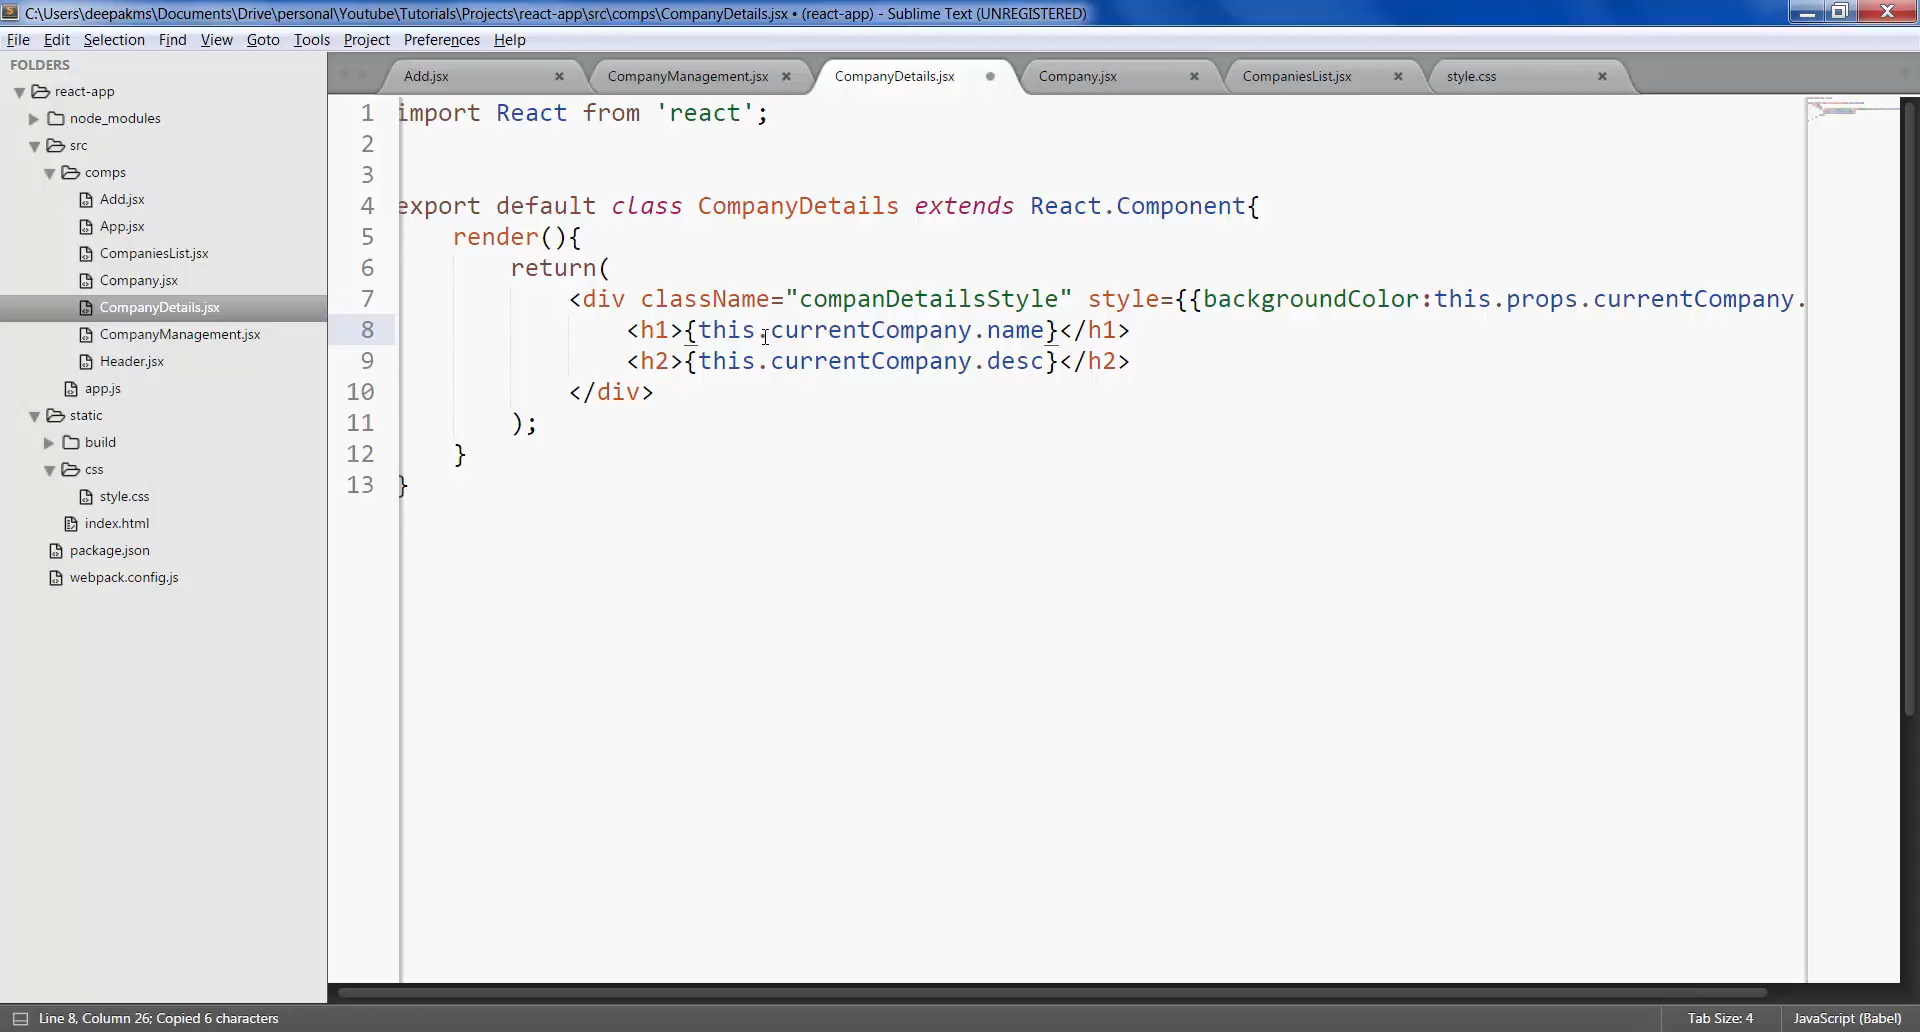 C:\Users\deepakms\Documents\Drive\personal\Youtube\Tutorials\Projects\react-app\src\comps\CompanyDetails.jsx • (react-app) - Sublime Text (UNREGISTERED)
File Edit Selection Find View Goto Tools Project Preferences Help
FOLDERS
react-app
node_modules
src
comps
Add.jsx
App.jsx
CompaniesList.jsx
Company.jsx
CompanyDetails.jsx
CompanyManagement.jsx
Header.jsx
app.js
static
build
css
style.css
index.html
package.json
webpack.config.js
Add.jsx CompanyManagement.jsx CompanyDetails.jsx Company.jsx CompaniesList.jsx style.css
1 import React from 'react';
2
3
4 export default class CompanyDetails extends React.Component{
5 render(){
6 return(
7 <div className="companDetailsStyle" style={{backgroundColor:this.props.currentCompany.
8 <h1>{this.currentCompany.name}</h1>
9 <h2>{this.currentCompany.desc}</h2>
10 </div>
11 );
12 }
13 }
Line 8, Column 26; Copied 6 characters
Tab Size: 4 JavaScript (Babel)